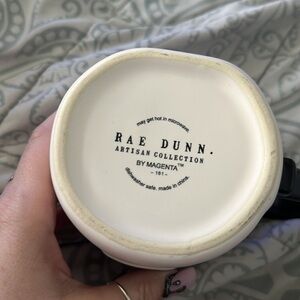 may get hot in microwave.
RAE DUNN.
ARTISAN COLLECTION
BY MAGENTA™
- 161 -
dishwasher safe. made in china.